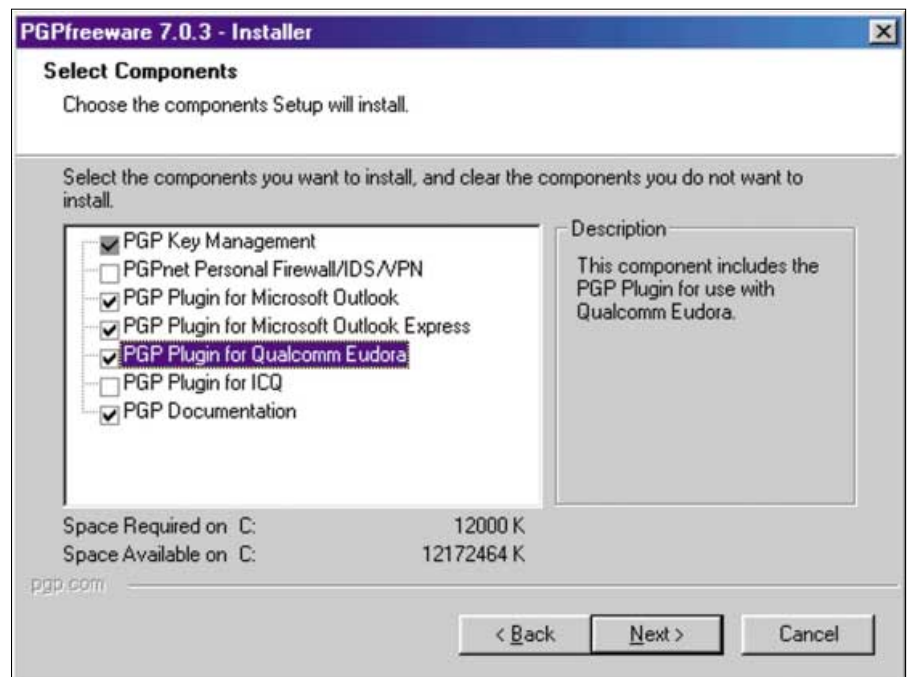 PGPfreeware 7.0.3 - Installer
Select Components
Choose the components Setup will install.
Select the components you want to install, and clear the components you do not want to
install.
PGP Key Management
PGPnet Personal Firewall/IDS/VPN
PGP Plugin for Microsoft Outlook
PGP Plugin for Microsoft Outlook Express
PGP Plugin for Qualcomm Eudora
PGP Plugin for ICQ
PGP Documentation
Description
This component includes the
PGP Plugin for use with
Qualcomm Eudora.
Space Required on C: 12000 K
Space Available on C: 12172464 K
pgp.com
< Back Next > Cancel